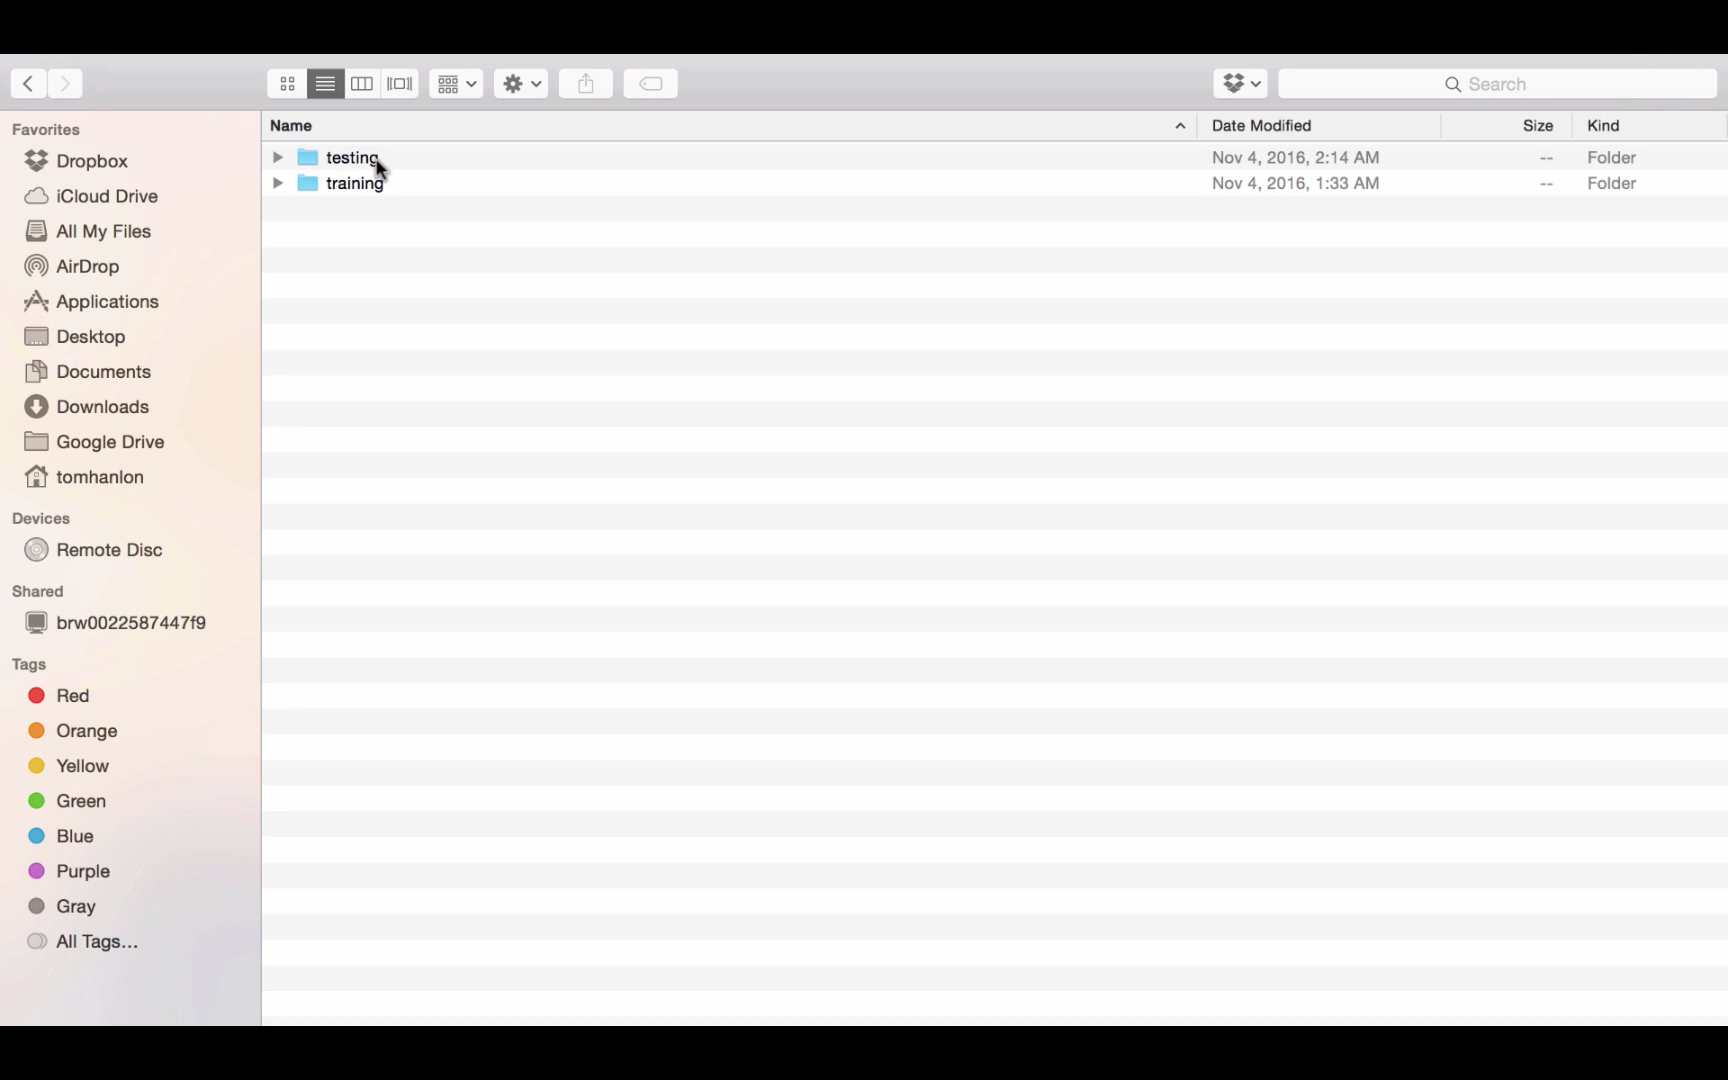 Search
Favorites
Dropbox
iCloud Drive
All My Files
AirDrop
Applications
Desktop
Documents
Downloads
Google Drive
tomhanlon
Devices
Remote Disc
Shared
brw0022587447f9
Tags
Red
Orange
Yellow
Green
Blue
Purple
Gray
All Tags...
Name Date Modified Size Kind
testing Nov 4, 2016, 2:14 AM -- Folder
training Nov 4, 2016, 1:33 AM -- Folder